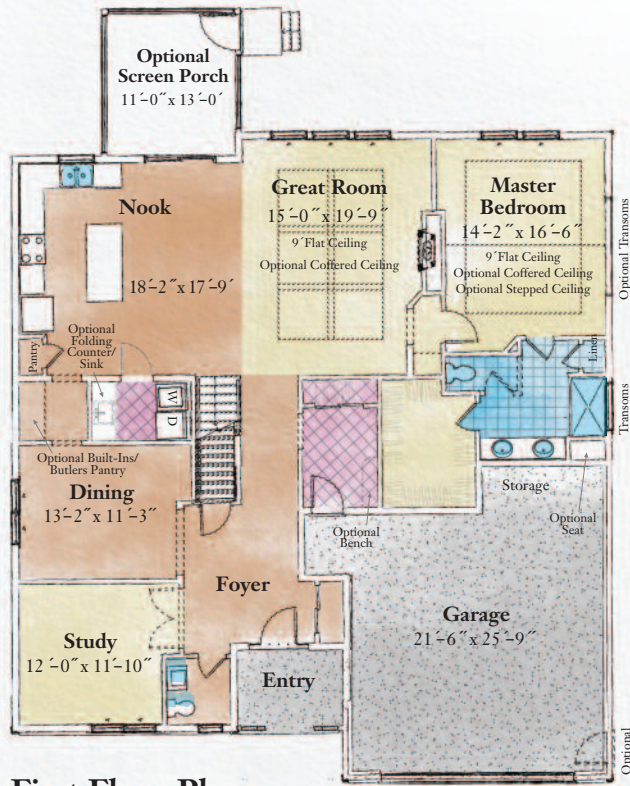 Optional
Screen Porch
11´-0˝ x 13´-0´
Nook
18´-2˝ x 17´-9´
Great Room
15´-0˝ x 19´-9˝
9´Flat Ceiling
Optional Coffered Ceiling
Master
Bedroom
14´-2˝ x 16´-6˝
9´Flat Ceiling
Optional Coffered Ceiling
Optional Stepped Ceiling
Optional Transoms
Optional
Folding
Counter/
Sink
Pantry
W
D
Linen
Transoms
Optional Built-Ins/
Butlers Pantry
Dining
13´-2˝ x 11´-3˝
Optional
Bench
Storage
Optional
Seat
Foyer
Study
12´-0˝ x 11´-10˝
Entry
Garage
21´-6˝ x 25´-9˝
Optional
First Floor Pl